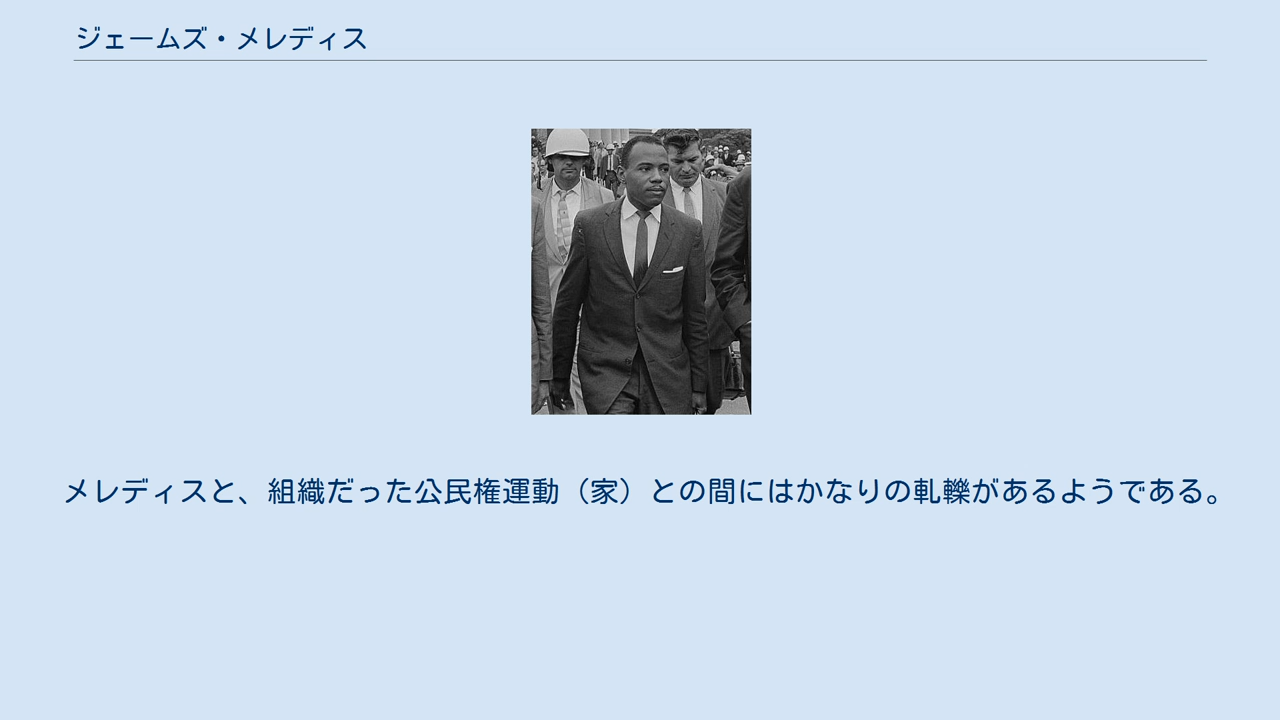 ジェームズ・メレディス
メレディスと、組織だった公民権運動（家）との間にはかなりの軋轢があるようである。